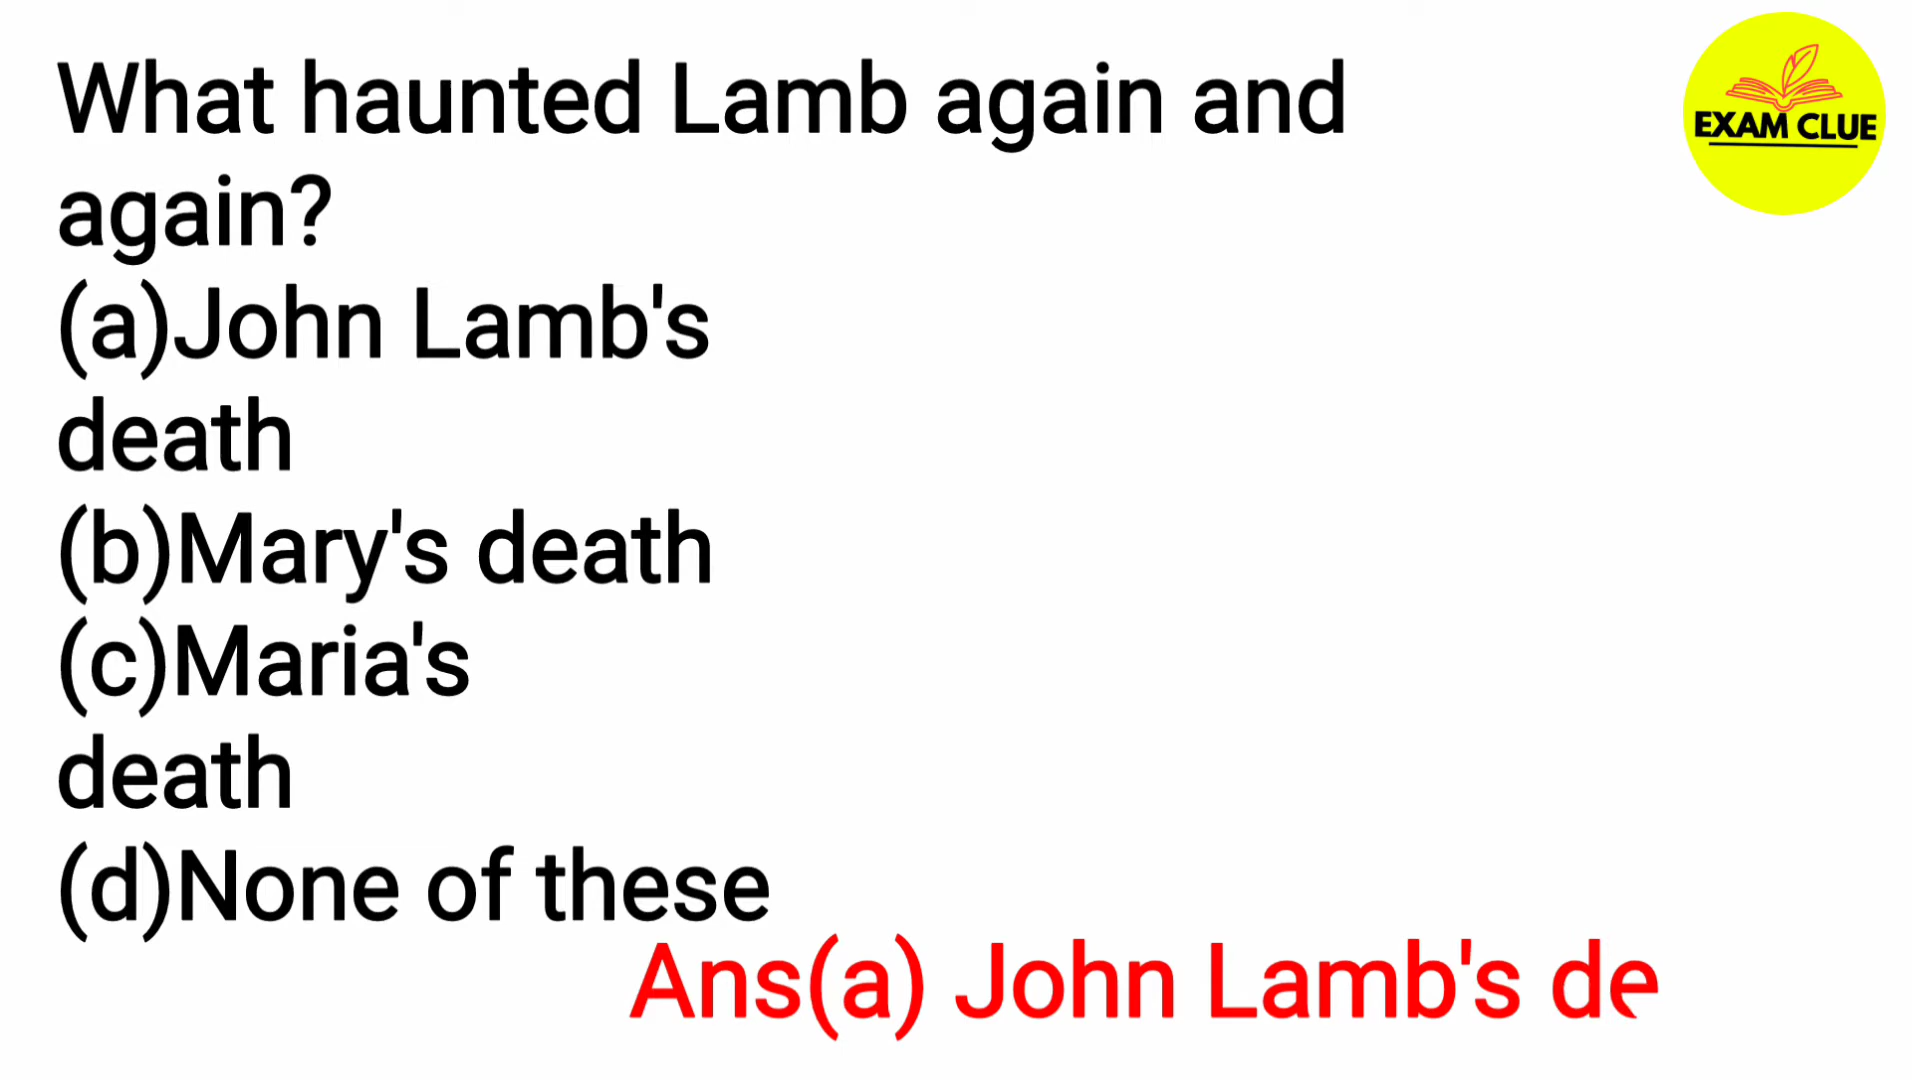 What haunted Lamb again and
again?
(a)John Lamb's
death
(b)Mary's death
(c)Maria's
death
(d)None of these
Ans(a) John Lamb's de
EXAM CLUE